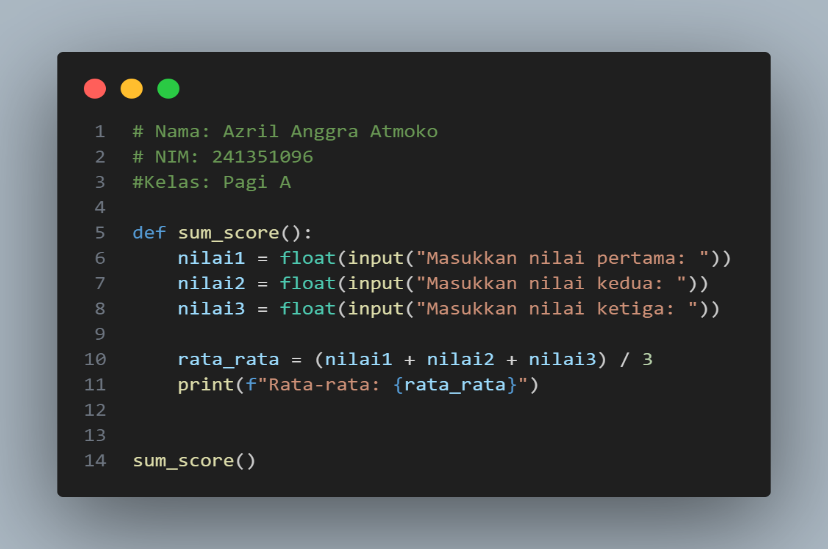 1 # Nama: Azril Anggra Atmoko
2 # NIM: 241351096
3 #Kelas: Pagi A
4
5 def sum_score():
6     nilai1 = float(input("Masukkan nilai pertama: "))
7     nilai2 = float(input("Masukkan nilai kedua: "))
8     nilai3 = float(input("Masukkan nilai ketiga: "))
9
10     rata_rata = (nilai1 + nilai2 + nilai3) / 3
11     print(f"Rata-rata: {rata_rata}")
12
13
14 sum_score()